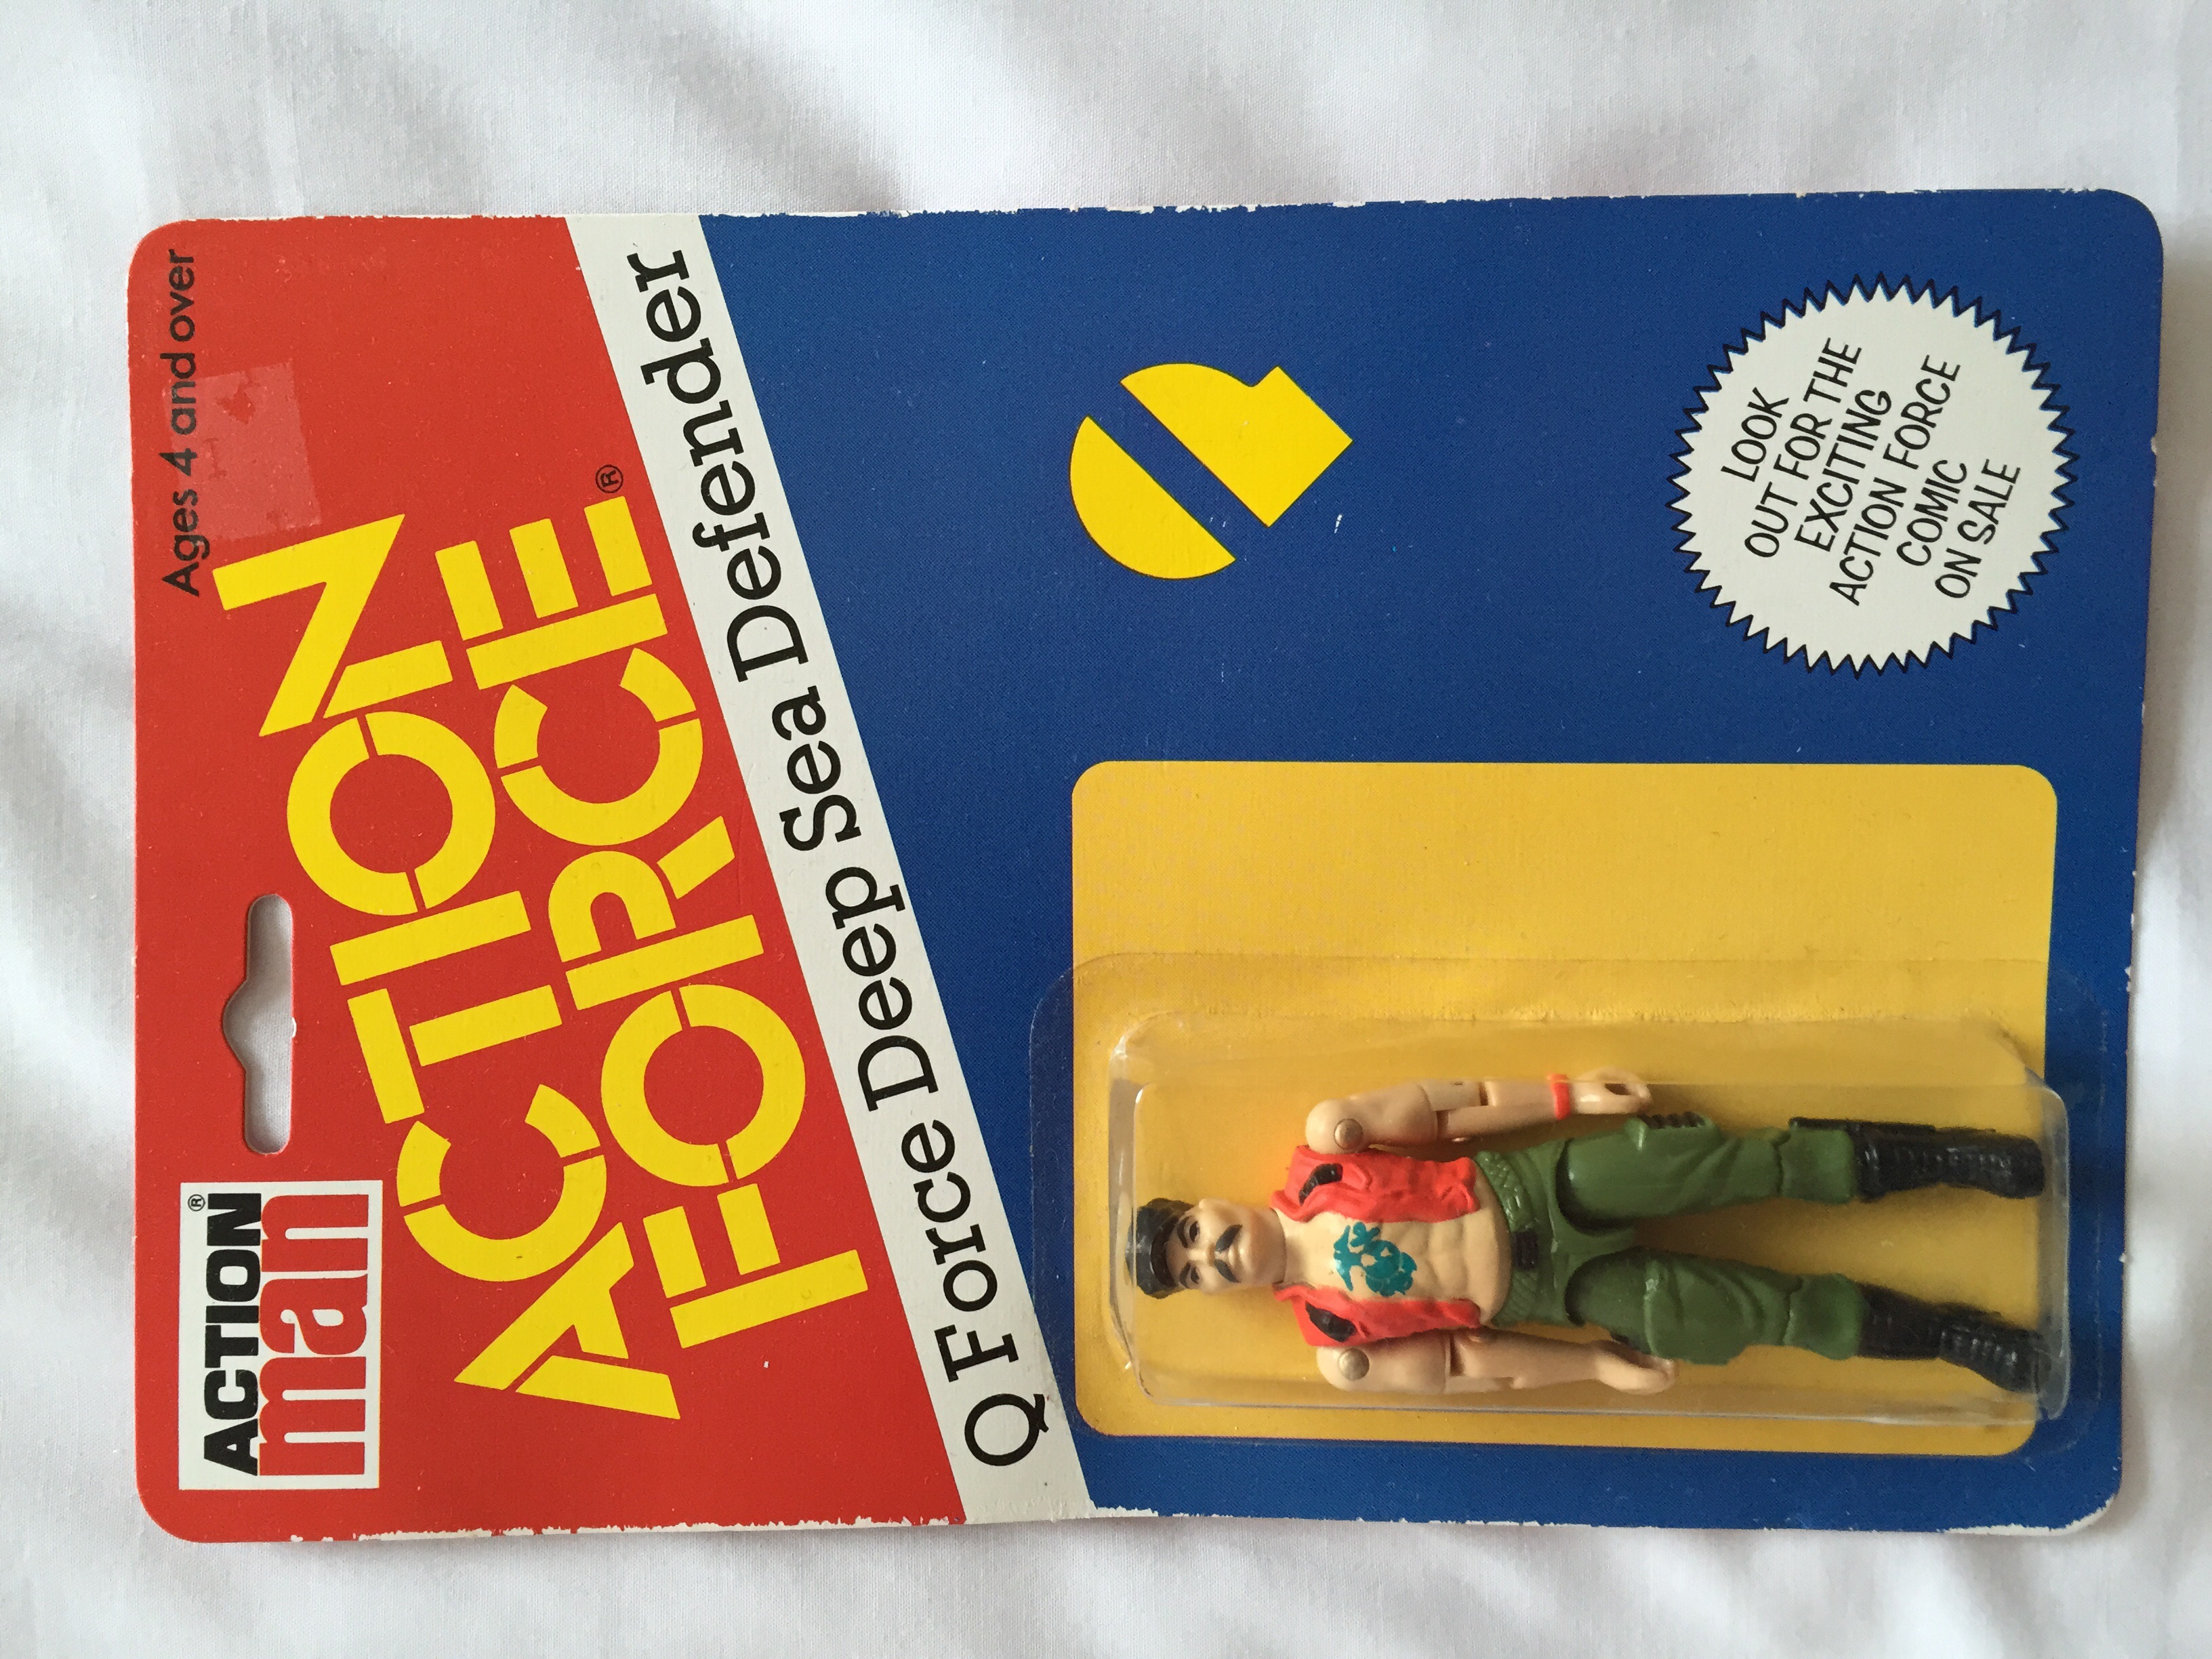 Ages 4 and over
ACTION ®
man
ACTION
FORCE ®
Q Force Deep Sea Defender
LOOK
OUT FOR THE
EXCITING
ACTION FORCE
COMIC
ON SALE